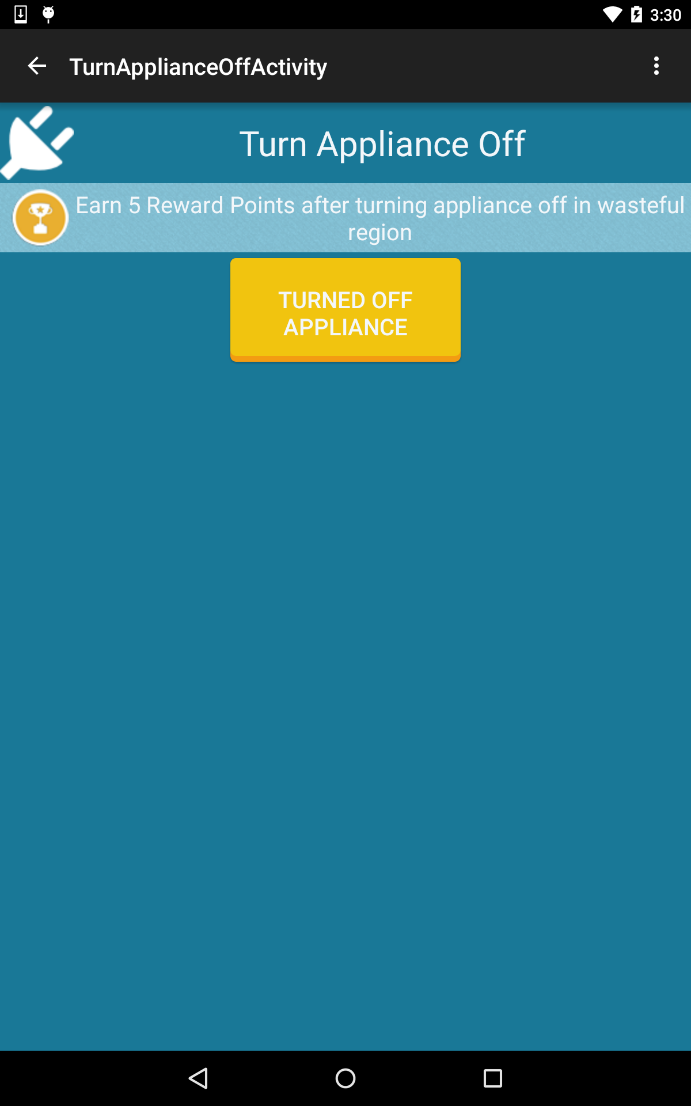 3:30
TurnApplianceOffActivity
Turn Appliance Off
Earn 5 Reward Points after turning appliance off in wasteful
region
TURNED OFF
APPLIANCE